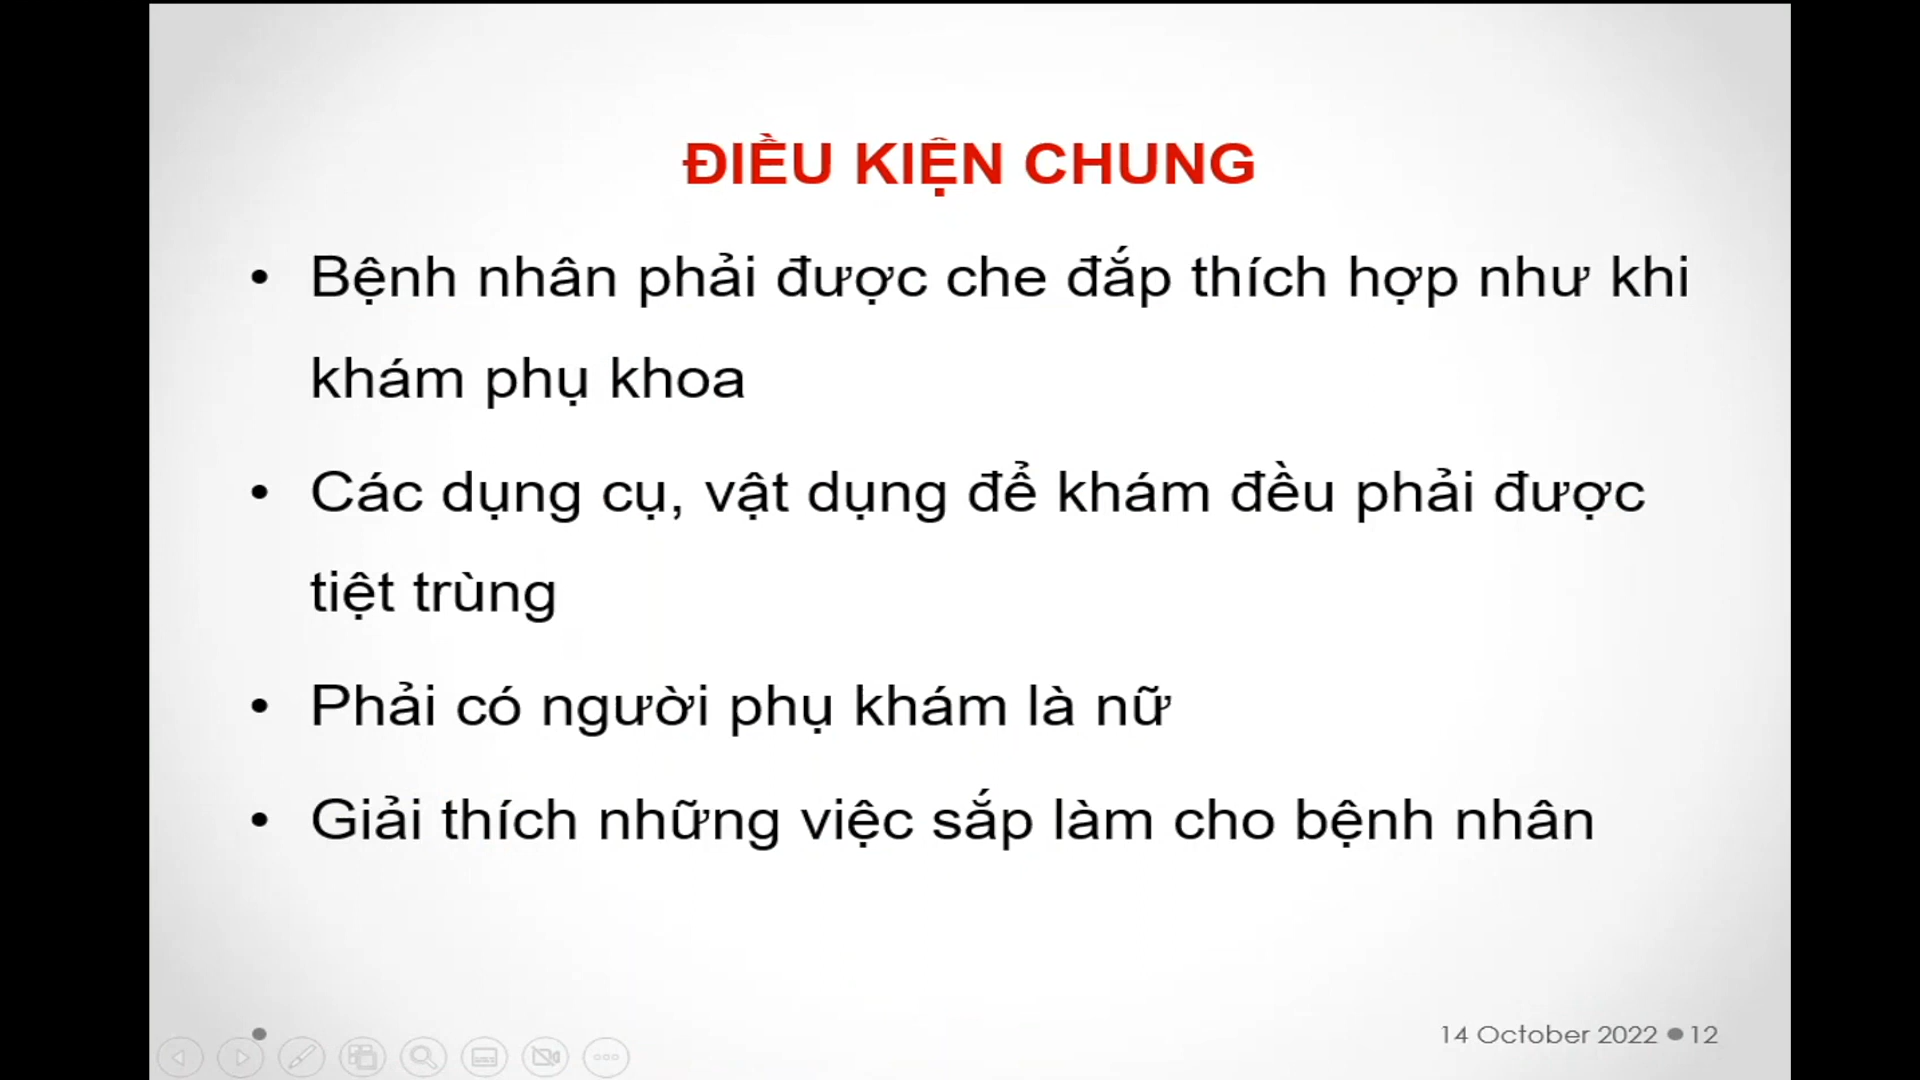 ĐIỀU KIỆN CHUNG
• Bệnh nhân phải được che đắp thích hợp như khi
khám phụ khoa
• Các dụng cụ, vật dụng để khám đều phải được
tiệt trùng
• Phải có người phụ khám là nữ
• Giải thích những việc sắp làm cho bệnh nhân
14 October 2022 ● 12